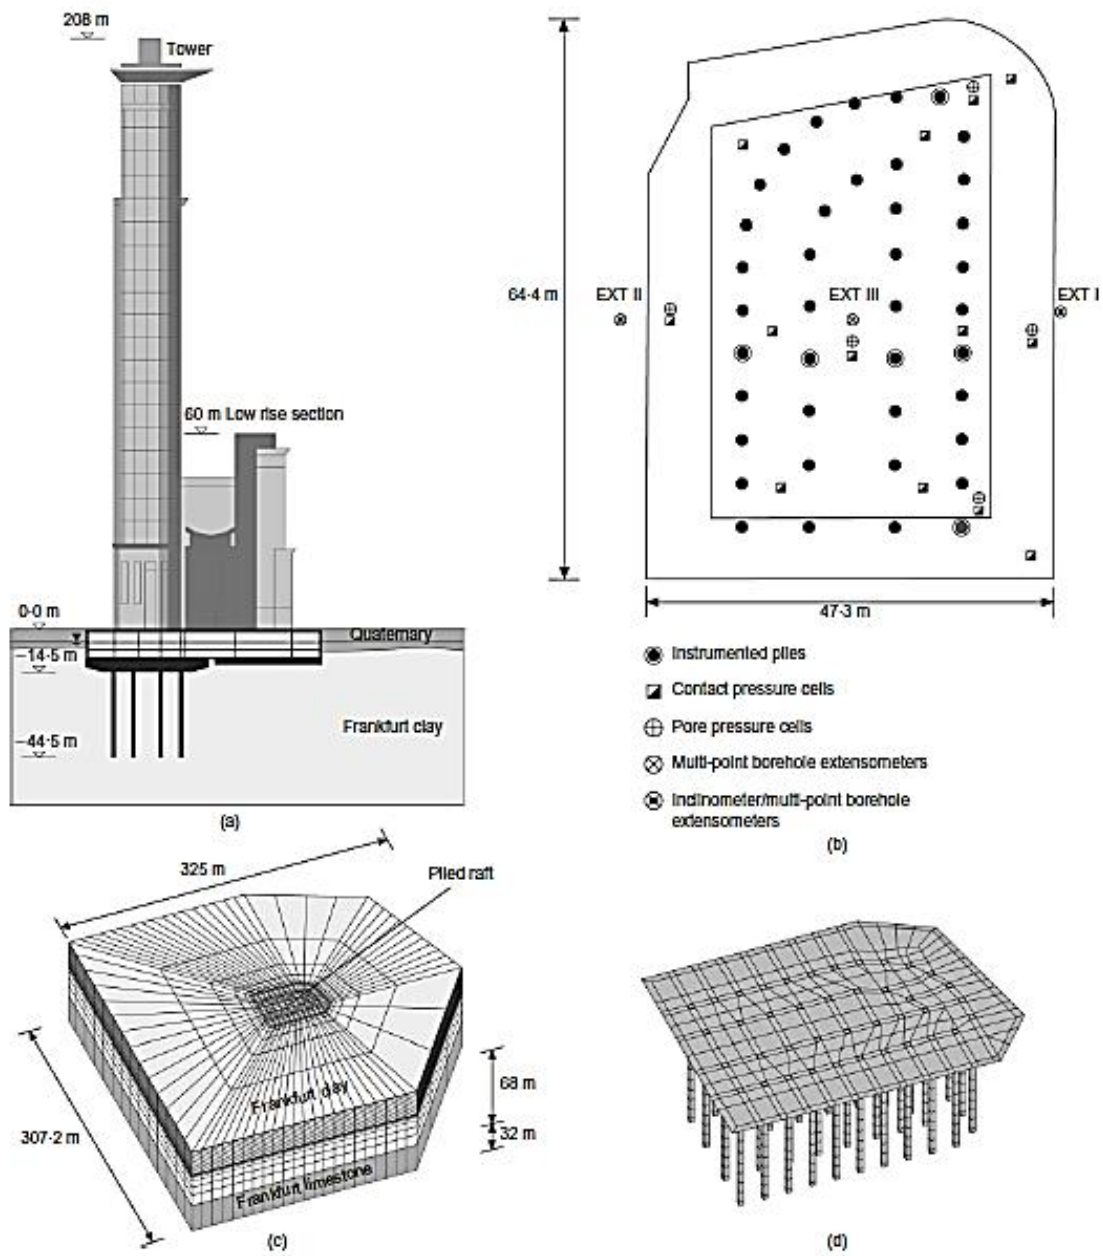 208 m
Tower
60 m Low rise section
0·0 m
Quaternary
−14·5 m
Frankfurt clay
−44·5 m
(a)
64·4 m
EXT II
EXT III
EXT I
47·3 m
Instrumented piles
Contact pressure cells
Pore pressure cells
Multi-point borehole extensometers
Inclinometer/multi-point borehole
extensometers
(b)
325 m
Piled raft
Frankfurt clay
68 m
32 m
307·2 m
Frankfurt limestone
(c)
(d)